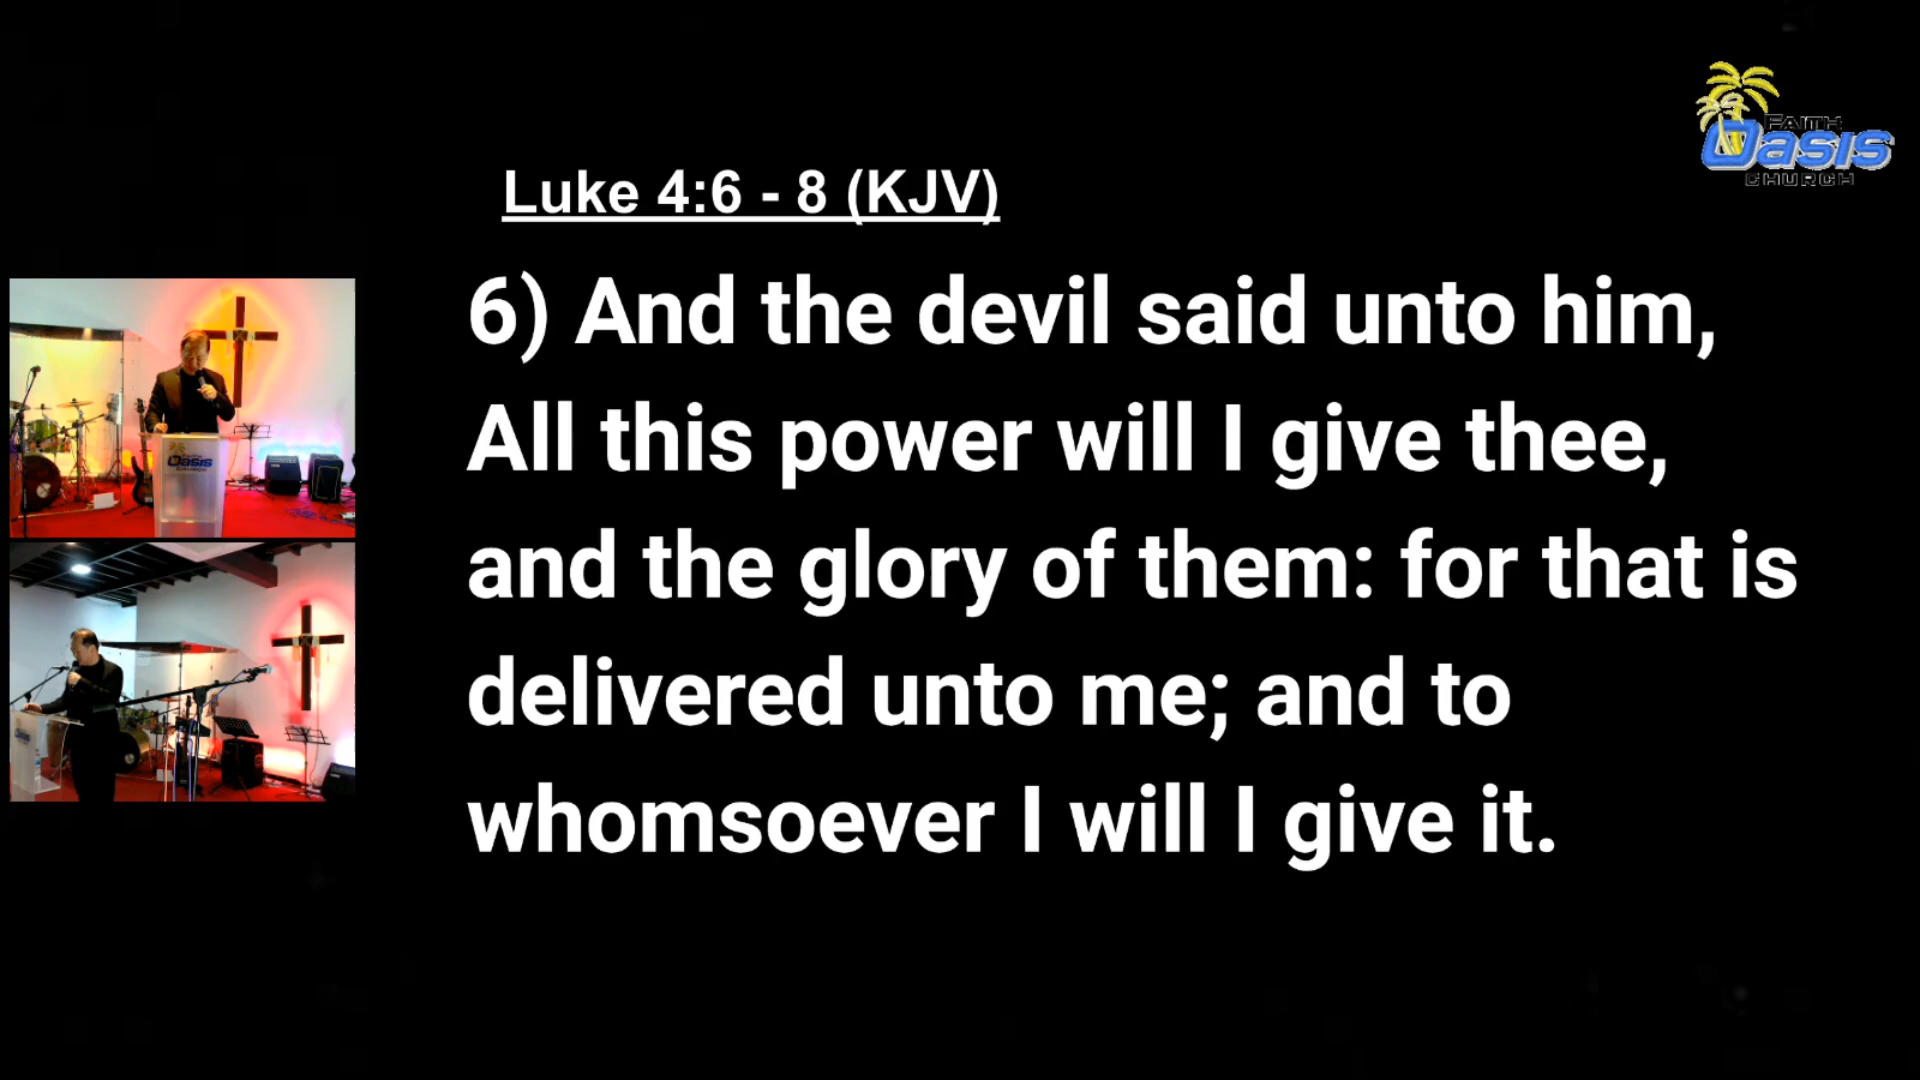 FAITH
Oasis
CHURCH
Luke 4:6 - 8 (KJV)
6) And the devil said unto him,
All this power will I give thee,
and the glory of them: for that is
delivered unto me; and to
whomsoever I will I give it.
Oasis
CHURCH